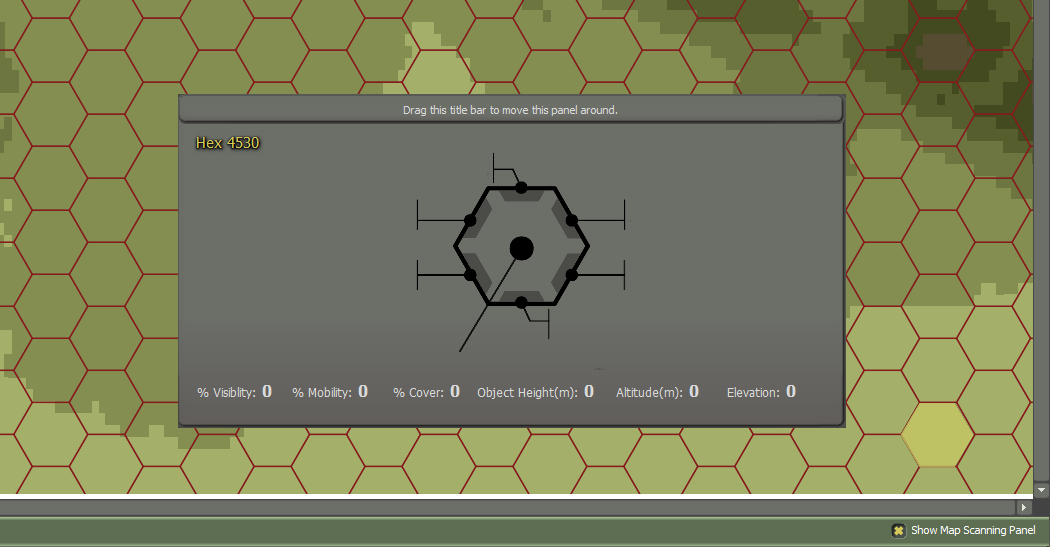 Drag this title bar to move this panel around.
Hex 4530
% Visiblity: 0 % Mobility: 0 % Cover: 0 Object Height(m): 0 Altitude(m): 0 Elevation: 0
Show Map Scanning Panel